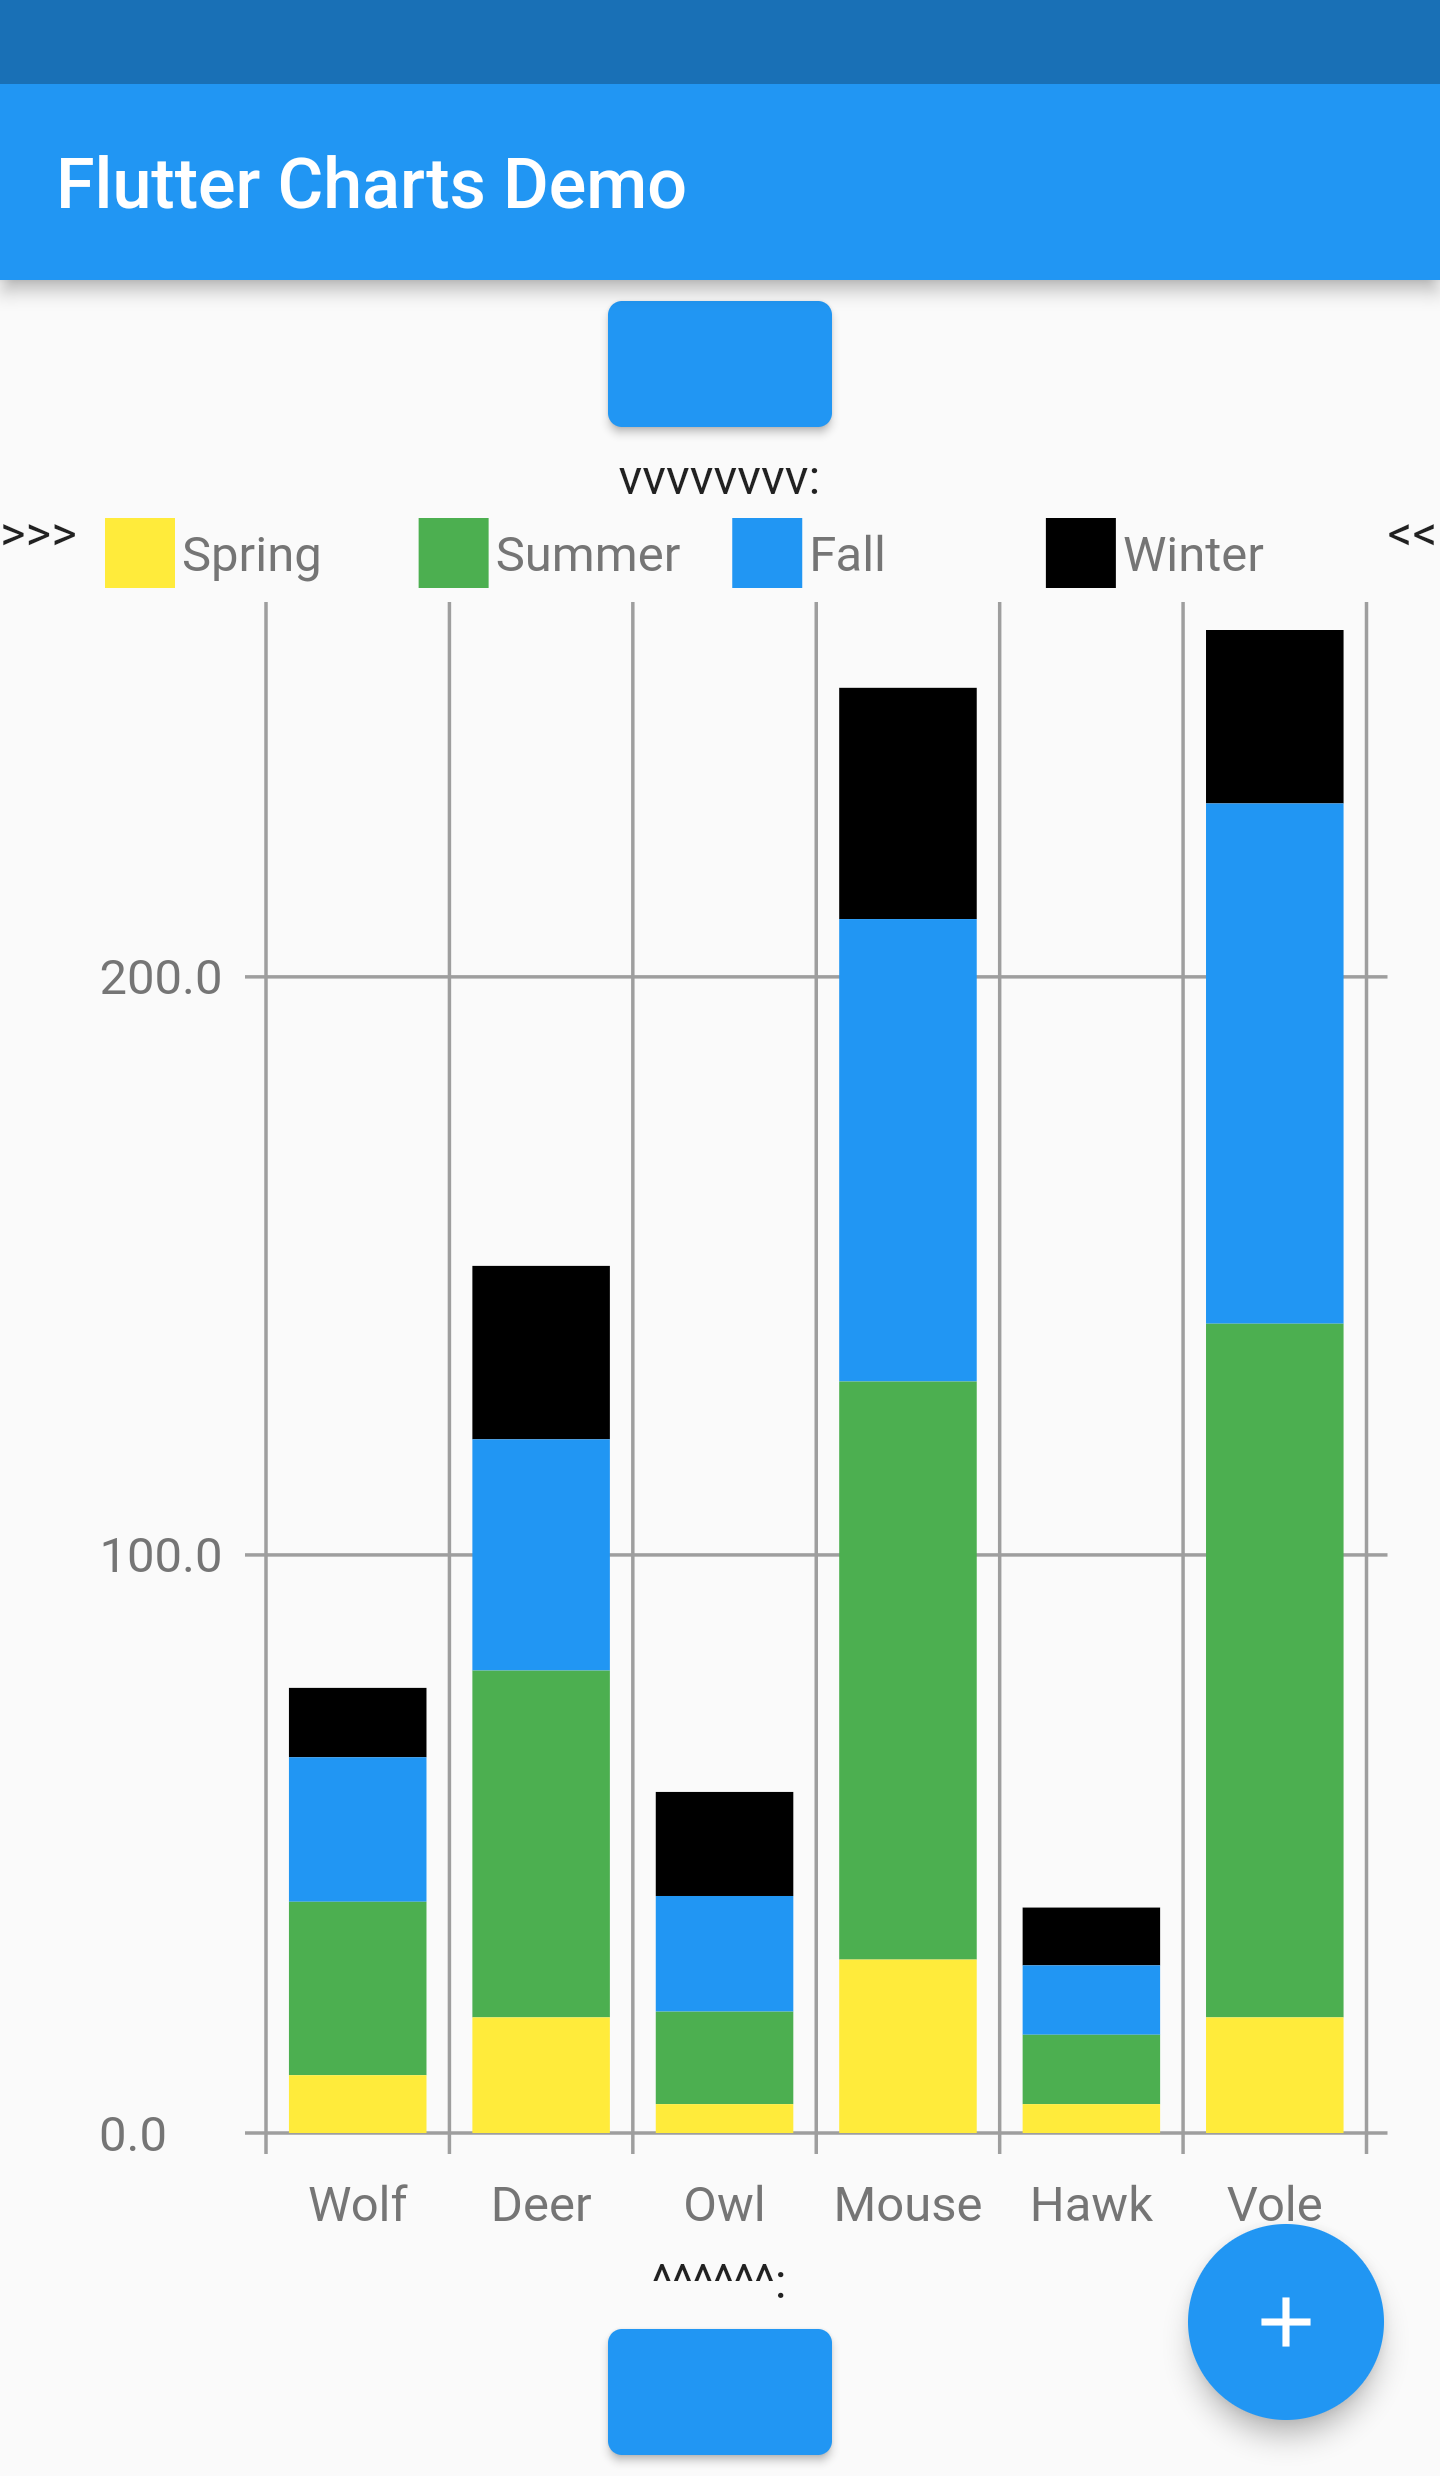 Flutter Charts Demo
vvvvvvvv:
>>> Spring Summer Fall Winter <<
200.0
100.0
0.0
Wolf Deer Owl Mouse Hawk Vole
^^^^^^:
+